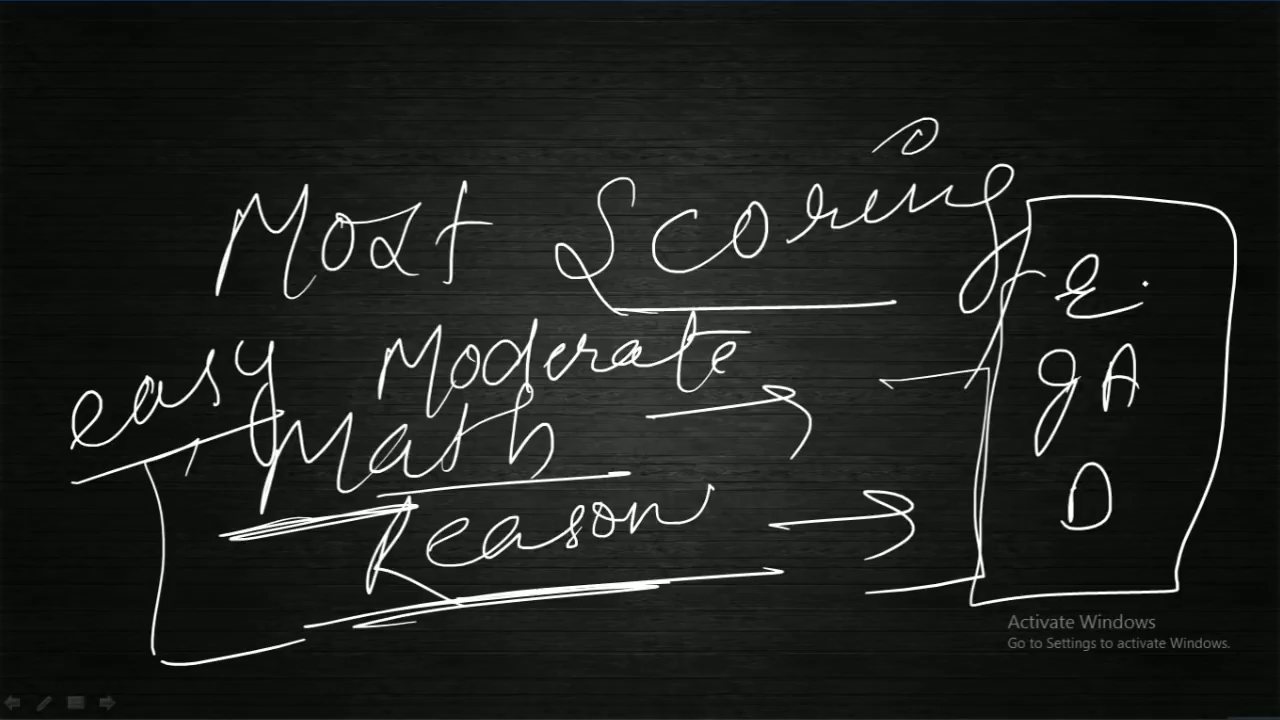 Most Scoring
E.
easy Moderate
gA
Math
Reason
D
Activate Windows
Go to Settings to activate Windows.